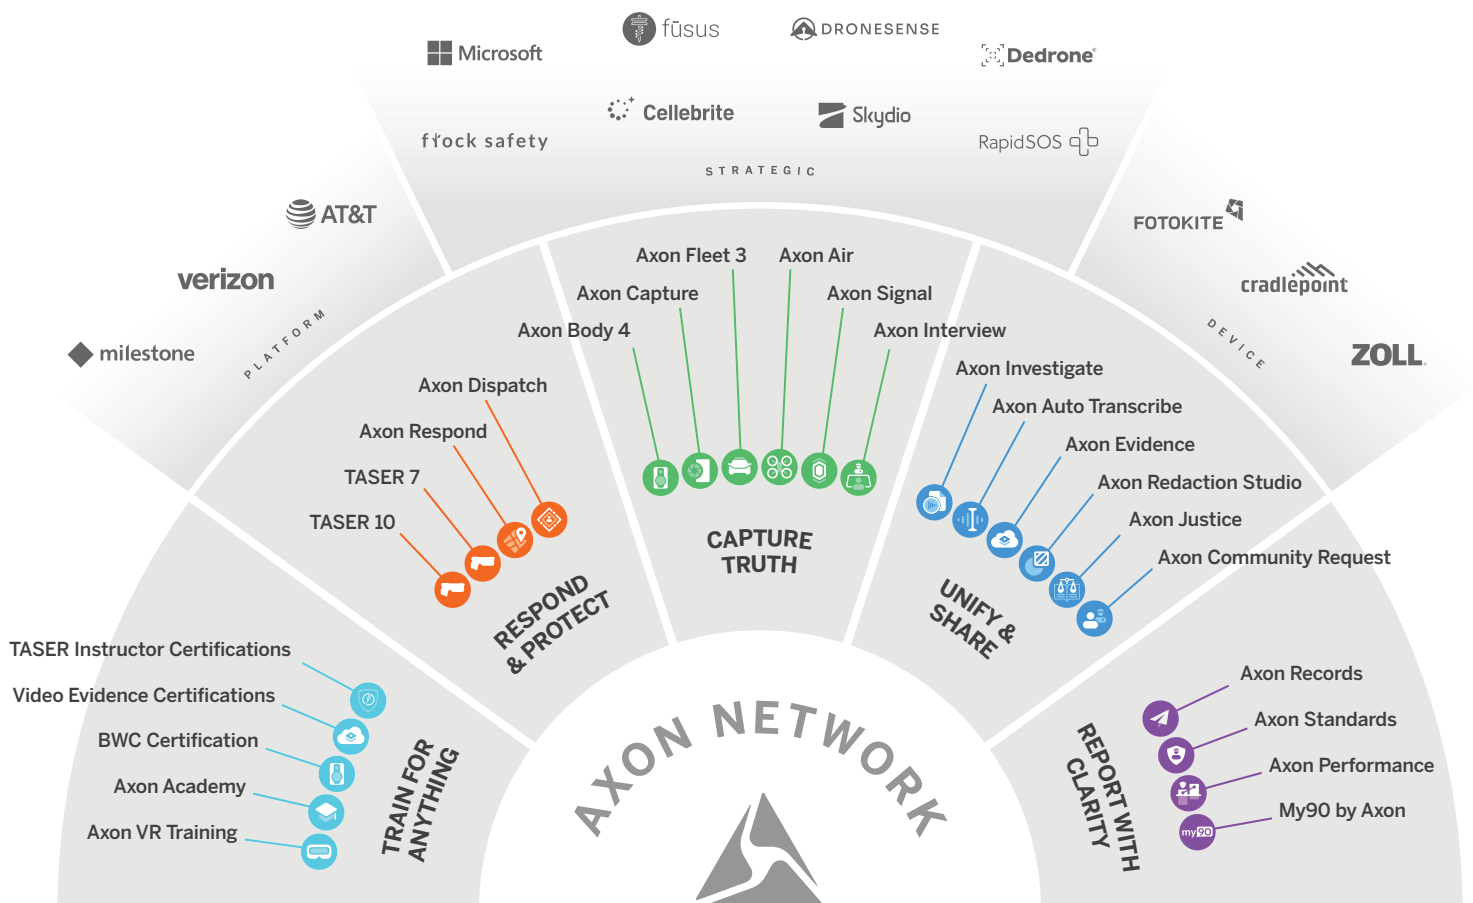 Microsoft
fūsus
DRONESENSE
Dedrone®
flock safety
Cellebrite
Skydio
RapidSOS
STRATEGIC
AT&T
verizon
milestone
PLATFORM
FOTOKITE
cradlepoint
ZOLL.
DEVICE
TASER Instructor Certifications
Video Evidence Certifications
BWC Certification
Axon Academy
Axon VR Training
TRAIN FOR
ANYTHING
Axon Dispatch
Axon Respond
TASER 7
TASER 10
RESPOND
& PROTECT
Axon Fleet 3
Axon Air
Axon Capture
Axon Signal
Axon Body 4
Axon Interview
CAPTURE
TRUTH
Axon Investigate
Axon Auto Transcribe
Axon Evidence
Axon Redaction Studio
Axon Justice
Axon Community Request
UNIFY &
SHARE
Axon Records
Axon Standards
Axon Performance
My90 by Axon
my90
REPORT WITH
CLARITY
AXON NETWORK